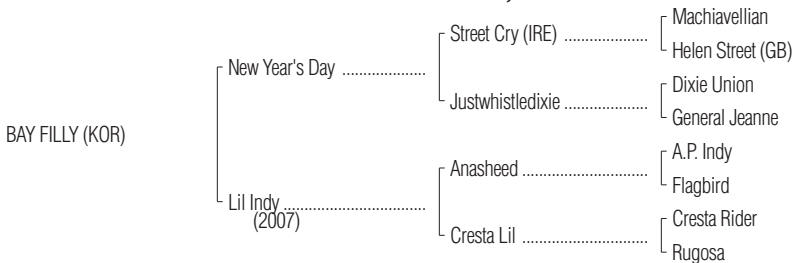 Machiavellian
Street Cry (IRE) ....................
Helen Street (GB)
New Year's Day ....................
Dixie Union
Justwhistledixie ....................
General Jeanne
BAY FILLY (KOR)
A.P. Indy
Anasheed ..............................
Flagbird
Lil Indy ...................................
(2007)
Cresta Rider
Cresta Lil ..............................
Rugosa